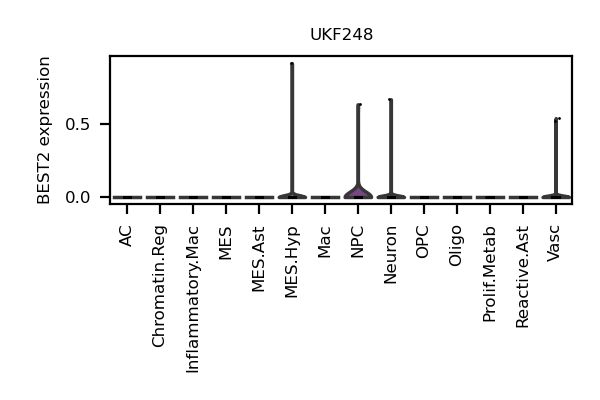 UKF248
BEST2 expression
0.5
0.0
AC
Chromatin.Reg
Inflammatory.Mac
MES
MES.Ast
MES.Hyp
Mac
NPC
Neuron
OPC
Oligo
Prolif.Metab
Reactive.Ast
Vasc